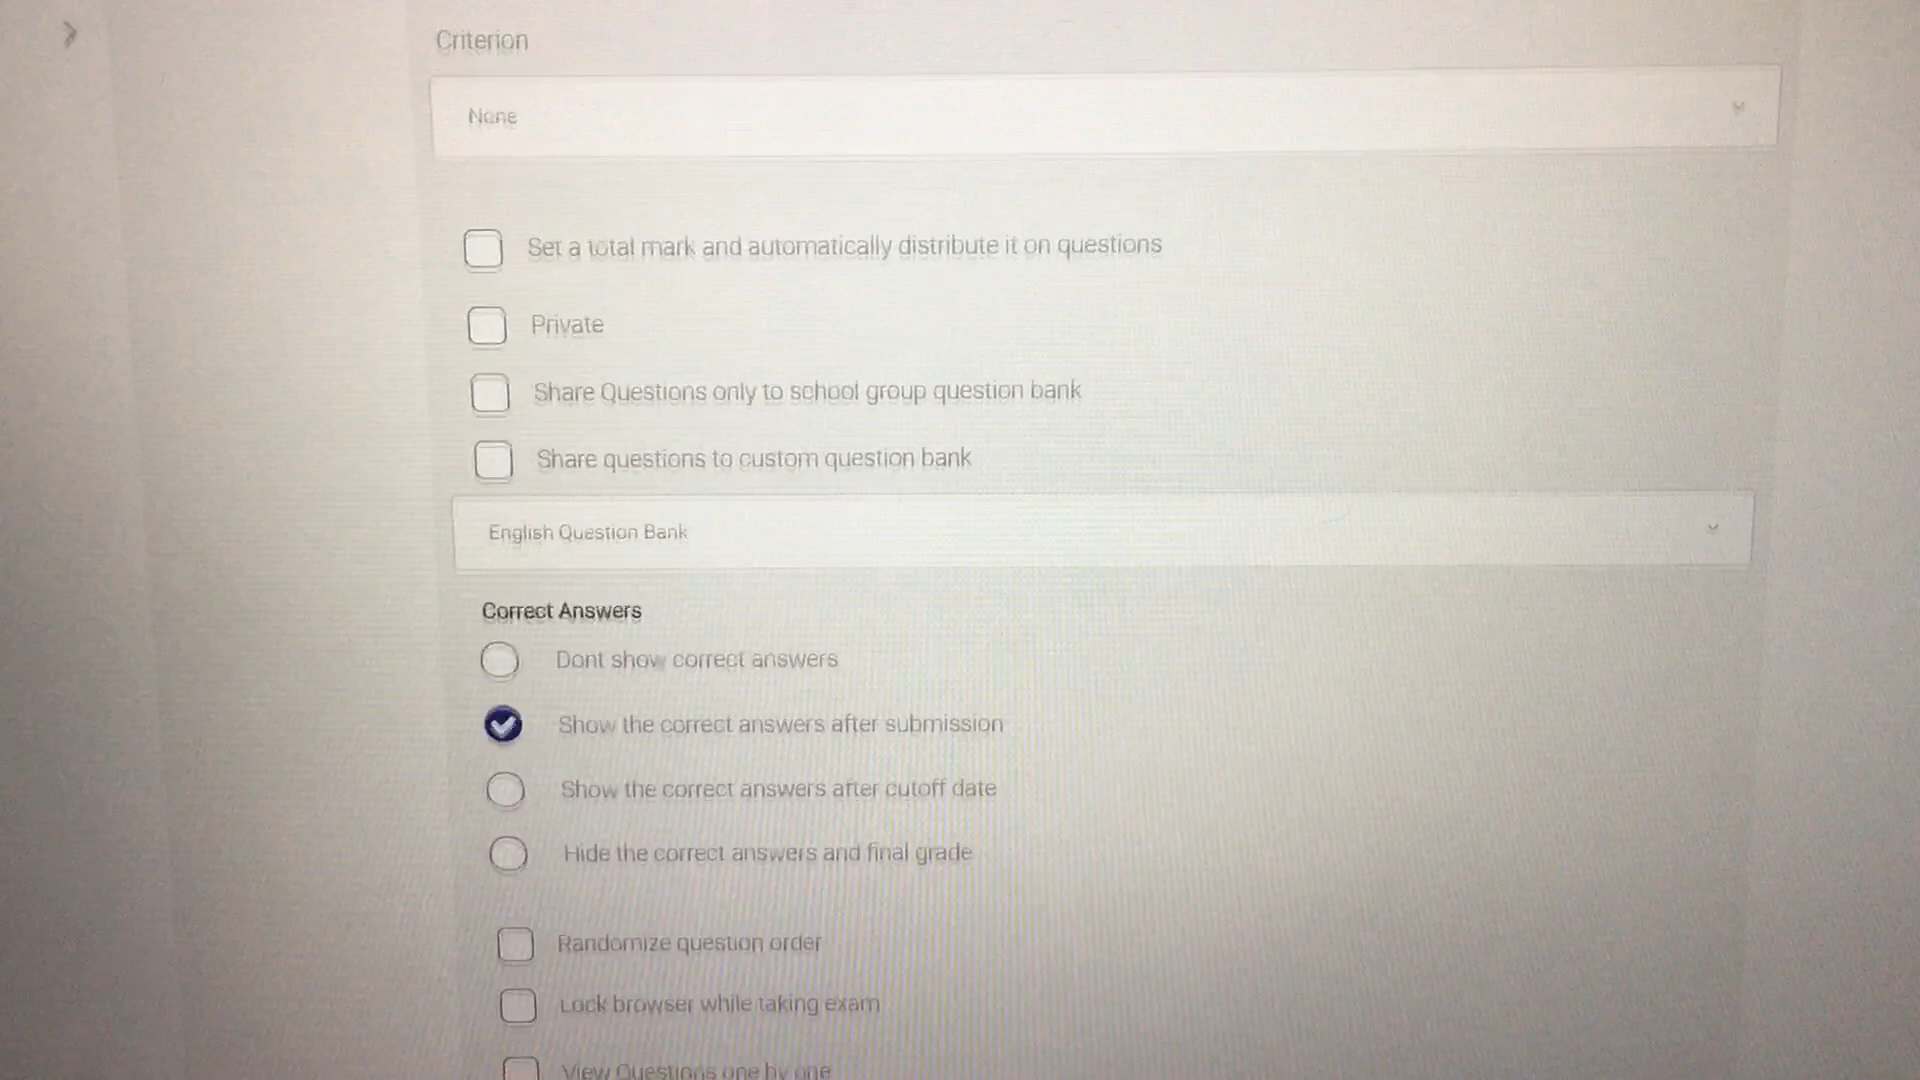 Criterion
None
Set a total mark and automatically distribute it on questions
Private
Share Questions only to school group question bank
Share questions to custom question bank
English Question Bank
Correct Answers
Dont show correct answers
Show the correct answers after submission
Show the correct answers after cutoff date
Hide the correct answers and final grade
Randomize question order
Lock browser while taking exam
View Questions one by one